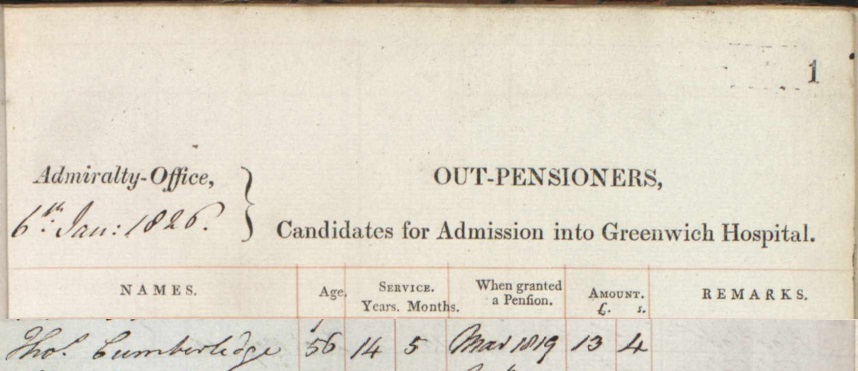 1
Admiralty-Office,
6th Jan: 1826.
OUT-PENSIONERS,
Candidates for Admission into Greenwich Hospital.
NAMES. Age. SERVICE. Years. Months. When granted a Pension. AMOUNT. £. s. REMARKS.
Thos. Cumberledge 56 14 5 Mar 1819 13 4